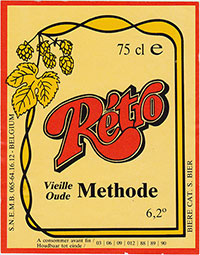 75 cl e
Rétro
Vieille
Oude
Methode
6,2°
S.N.E.M.B. 065-64.16.12 - BELGIUM
BIERE CAT. S. BIER
A consommer avant fin /
Houdbaar tot einde /
03 | 06 | 09 | 012 | 88 | 89 | 90